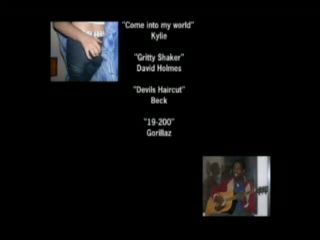 "Come into my world"
Kylie
"Gritty Shaker"
David Holmes
"Devils Haircut"
Beck
"19-200"
Gorillaz